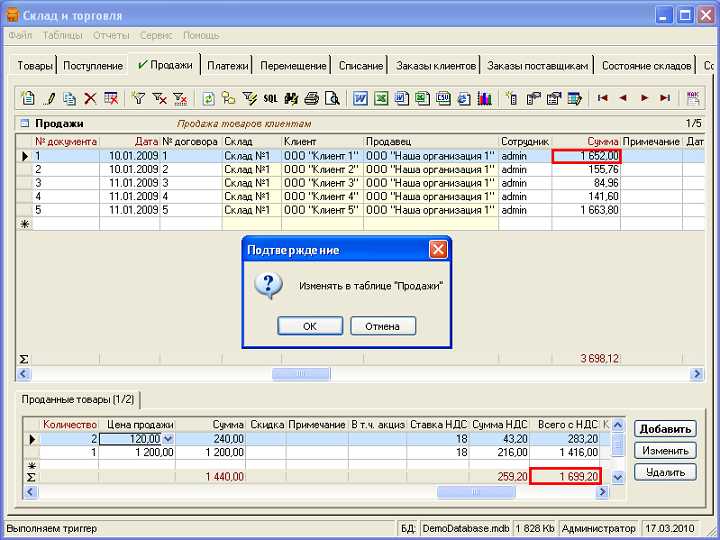 Склад и торговля
Файл Таблицы Отчеты Сервис Помощь
Товары Поступление Продажи Платежи Перемещение Списание Заказы клиентов Заказы поставщикам Состояние складов Со
SQL
Продажи Продажа товаров клиентам 1/5
№ документа Дата № договора Склад Клиент Продавец Сотрудник Сумма Примечание Дат
1 10.01.2009 1 Склад №1 ООО "Клиент 1" ООО "Наша организация 1" admin 1 652,00
2 10.01.2009 2 Склад №1 ООО "Клиент 2" ООО "Наша организация 1" admin 155,76
3 11.01.2009 3 Склад №1 ООО "Клиент 3" ООО "Наша организация 1" admin 84,96
4 11.01.2009 4 Склад №1 ООО "Клиент 4" ООО "Наша организация 1" admin 141,60
5 11.01.2009 5 Склад №1 ООО "Клиент 5" ООО "Наша организация 1" admin 1 663,80
Подтверждение
Изменять в таблице "Продажи"
OK Отмена
Σ 3 698,12
Проданные товары (1/2)
Количество Цена продажи Сумма Скидка Примечание В т.ч. акциз Ставка НДС Сумма НДС Всего с НДС К
2 120,00 240,00 18 43,20 283,20
1 1 200,00 1 200,00 18 216,00 1 416,00
Σ 1 440,00 259,20 1 699,20
Добавить
Изменить
Удалить
Выполняем триггер БД: DemoDatabase.mdb 1 828 Kb Администратор 17.03.2010